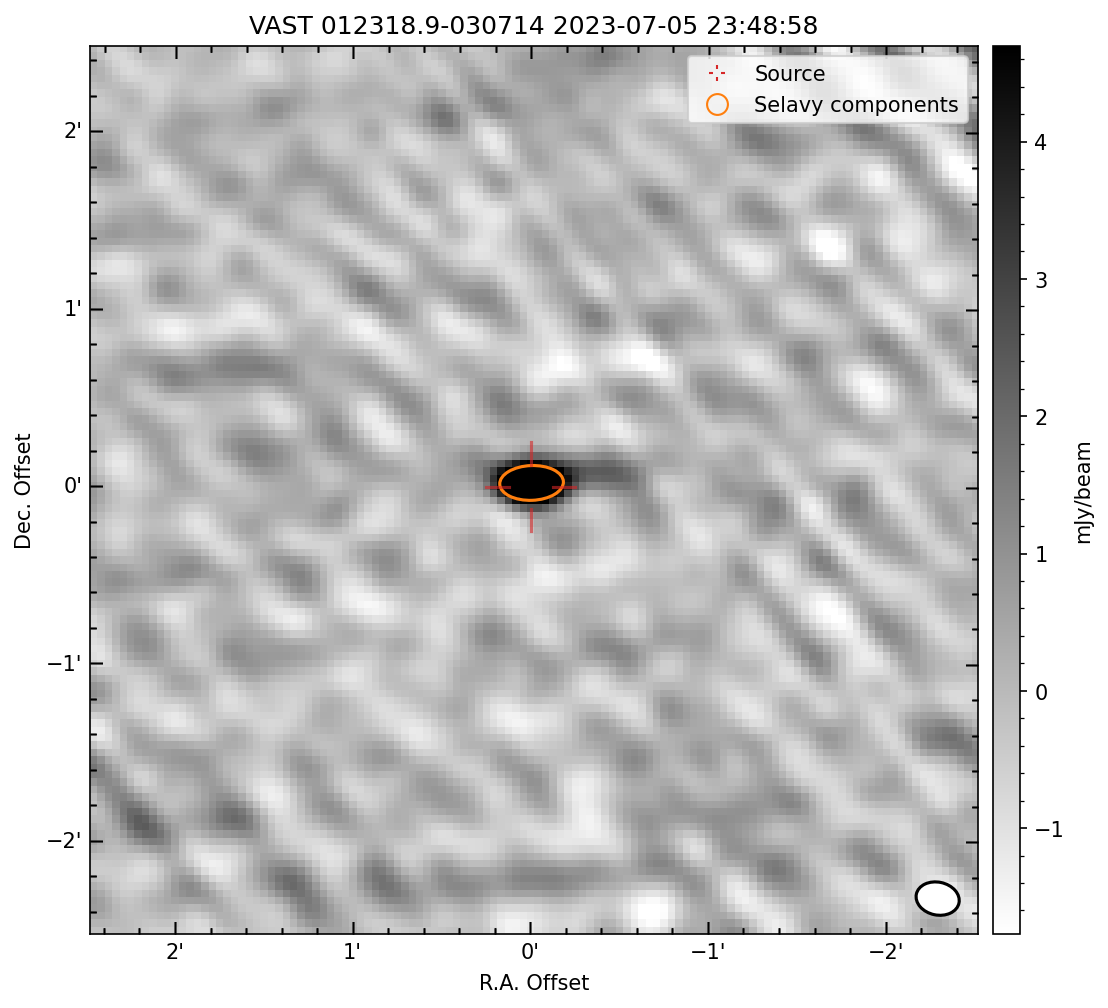 VAST 012318.9-030714 2023-07-05 23:48:58
Source
Selavy components
2'
1'
0'
−1'
−2'
Dec. Offset
2'
1'
0'
−1'
−2'
R.A. Offset
4
3
2
1
0
−1
mJy/beam